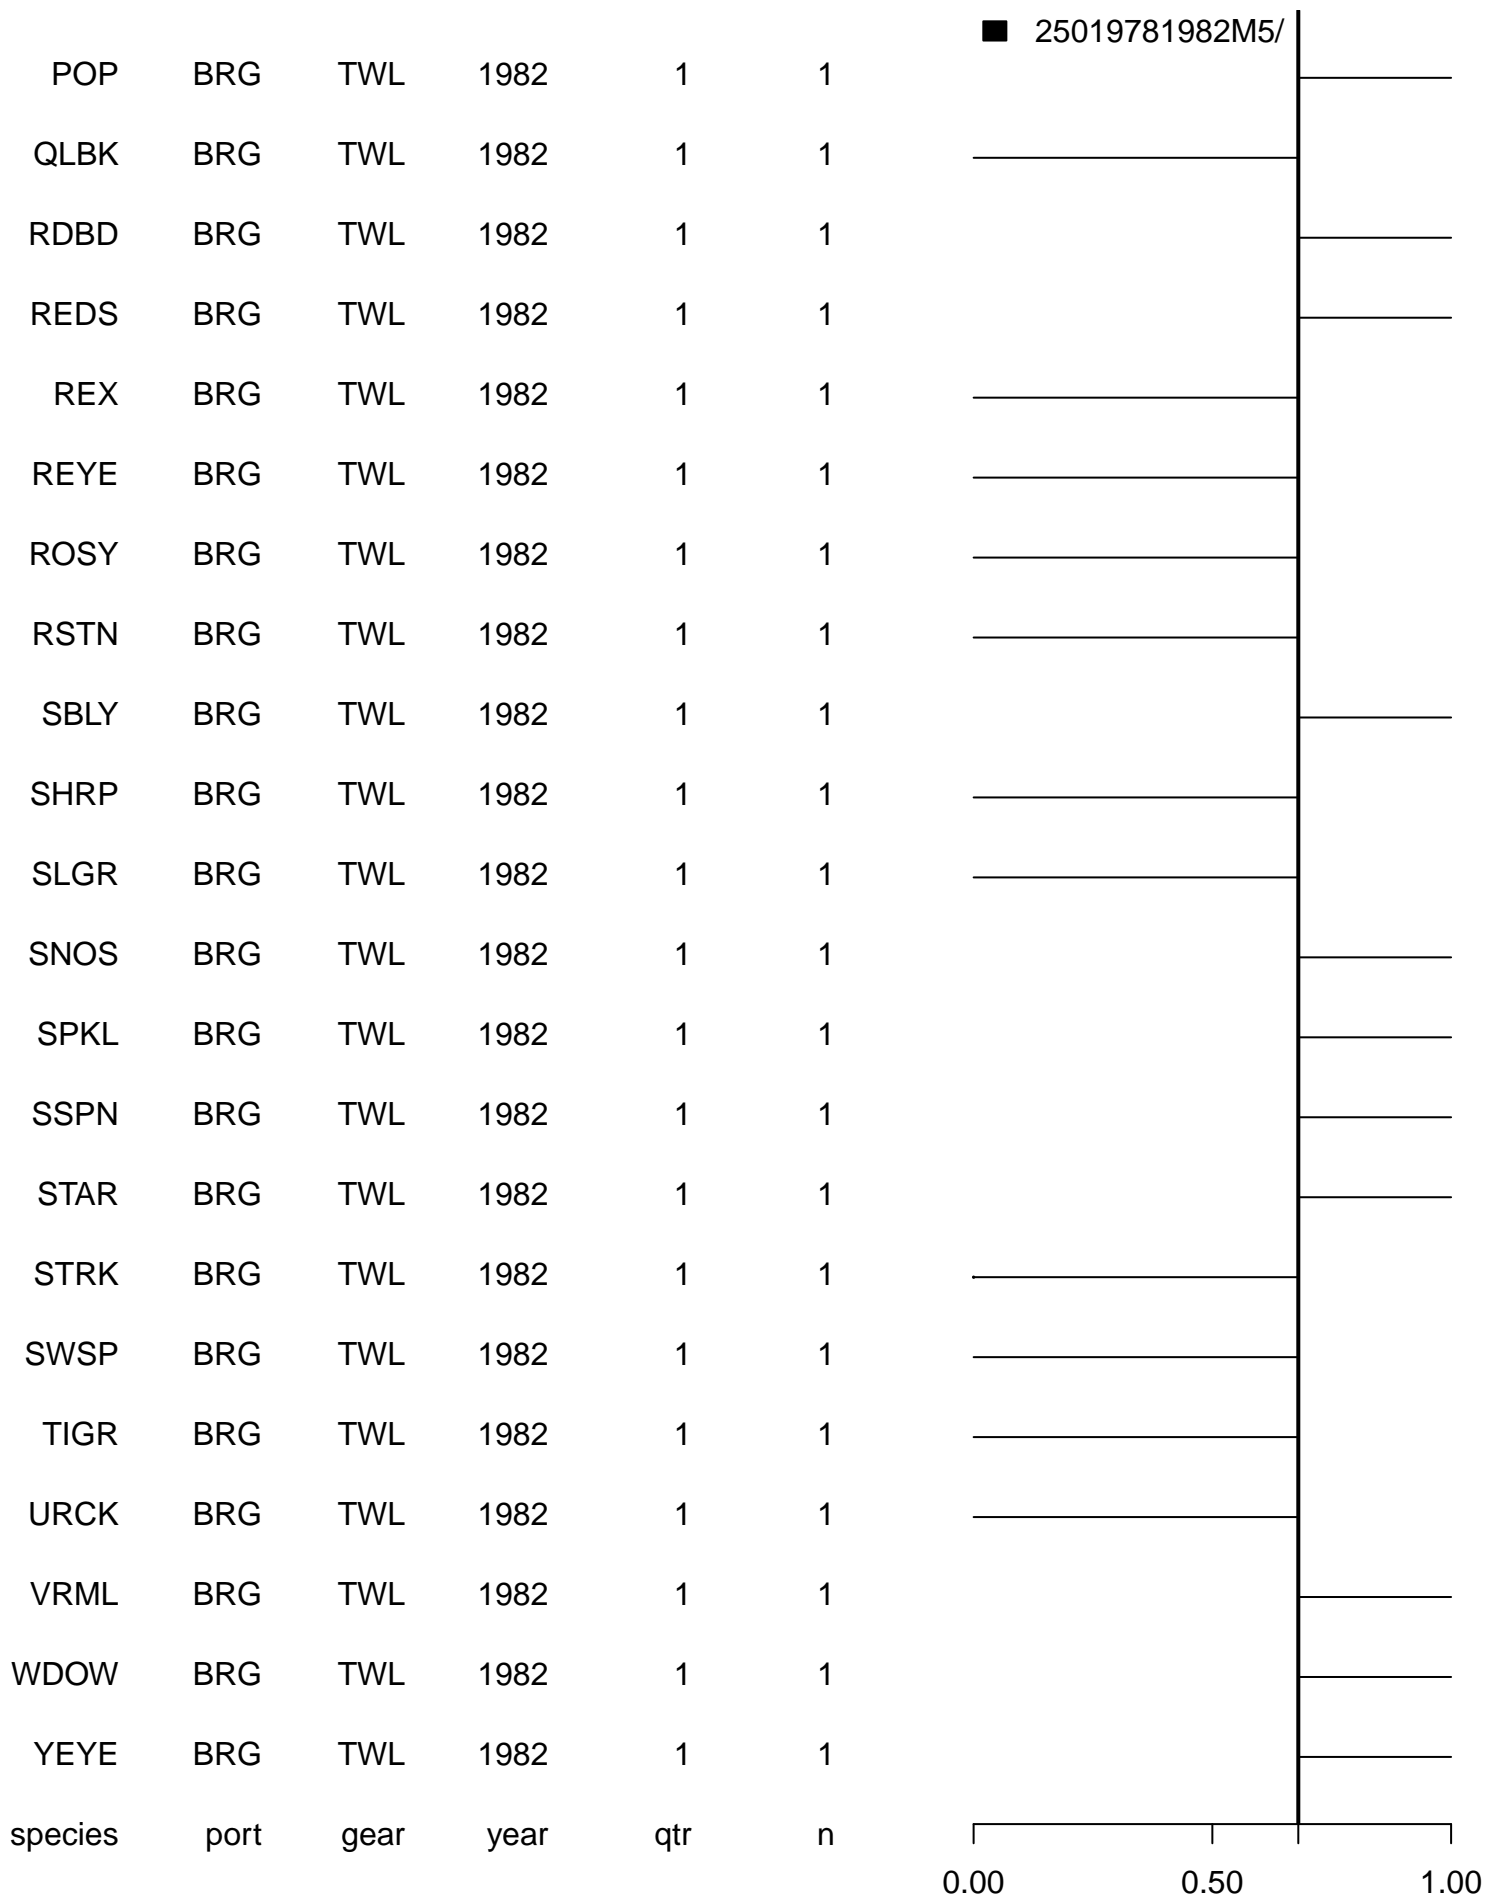 25019781982M5/
POP BRG TWL 1982 1 1
QLBK BRG TWL 1982 1 1
RDBD BRG TWL 1982 1 1
REDS BRG TWL 1982 1 1
REX BRG TWL 1982 1 1
REYE BRG TWL 1982 1 1
ROSY BRG TWL 1982 1 1
RSTN BRG TWL 1982 1 1
SBLY BRG TWL 1982 1 1
SHRP BRG TWL 1982 1 1
SLGR BRG TWL 1982 1 1
SNOS BRG TWL 1982 1 1
SPKL BRG TWL 1982 1 1
SSPN BRG TWL 1982 1 1
STAR BRG TWL 1982 1 1
STRK BRG TWL 1982 1 1
SWSP BRG TWL 1982 1 1
TIGR BRG TWL 1982 1 1
URCK BRG TWL 1982 1 1
VRML BRG TWL 1982 1 1
WDOW BRG TWL 1982 1 1
YEYE BRG TWL 1982 1 1
species port gear year qtr n
0.00 0.50 1.00